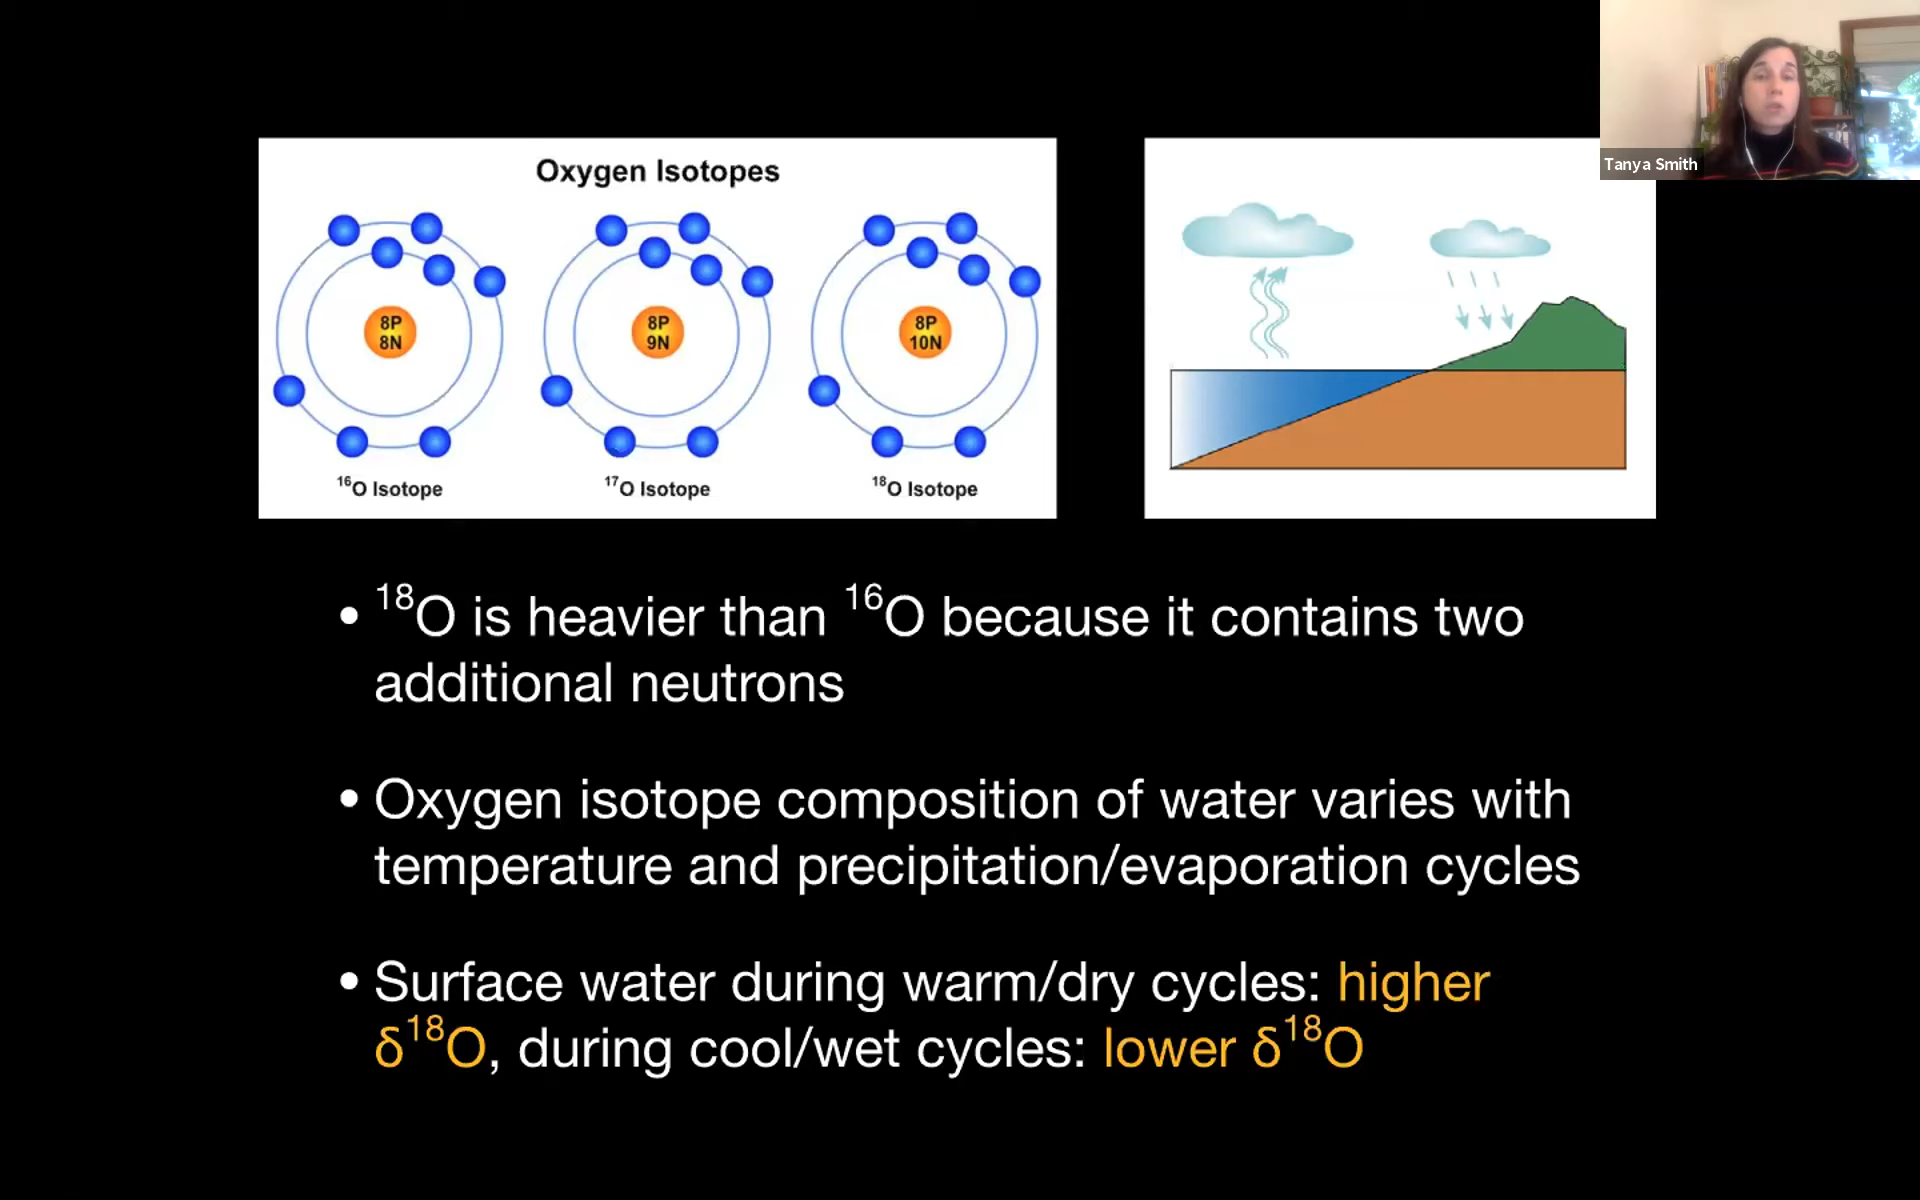 Tanya Smith
Oxygen Isotopes
8P
8N
8P
9N
8P
10N
¹⁶O Isotope
¹⁷O Isotope
¹⁸O Isotope
• ¹⁸O is heavier than ¹⁶O because it contains two
additional neutrons
• Oxygen isotope composition of water varies with
temperature and precipitation/evaporation cycles
• Surface water during warm/dry cycles: higher
δ¹⁸O, during cool/wet cycles: lower δ¹⁸O